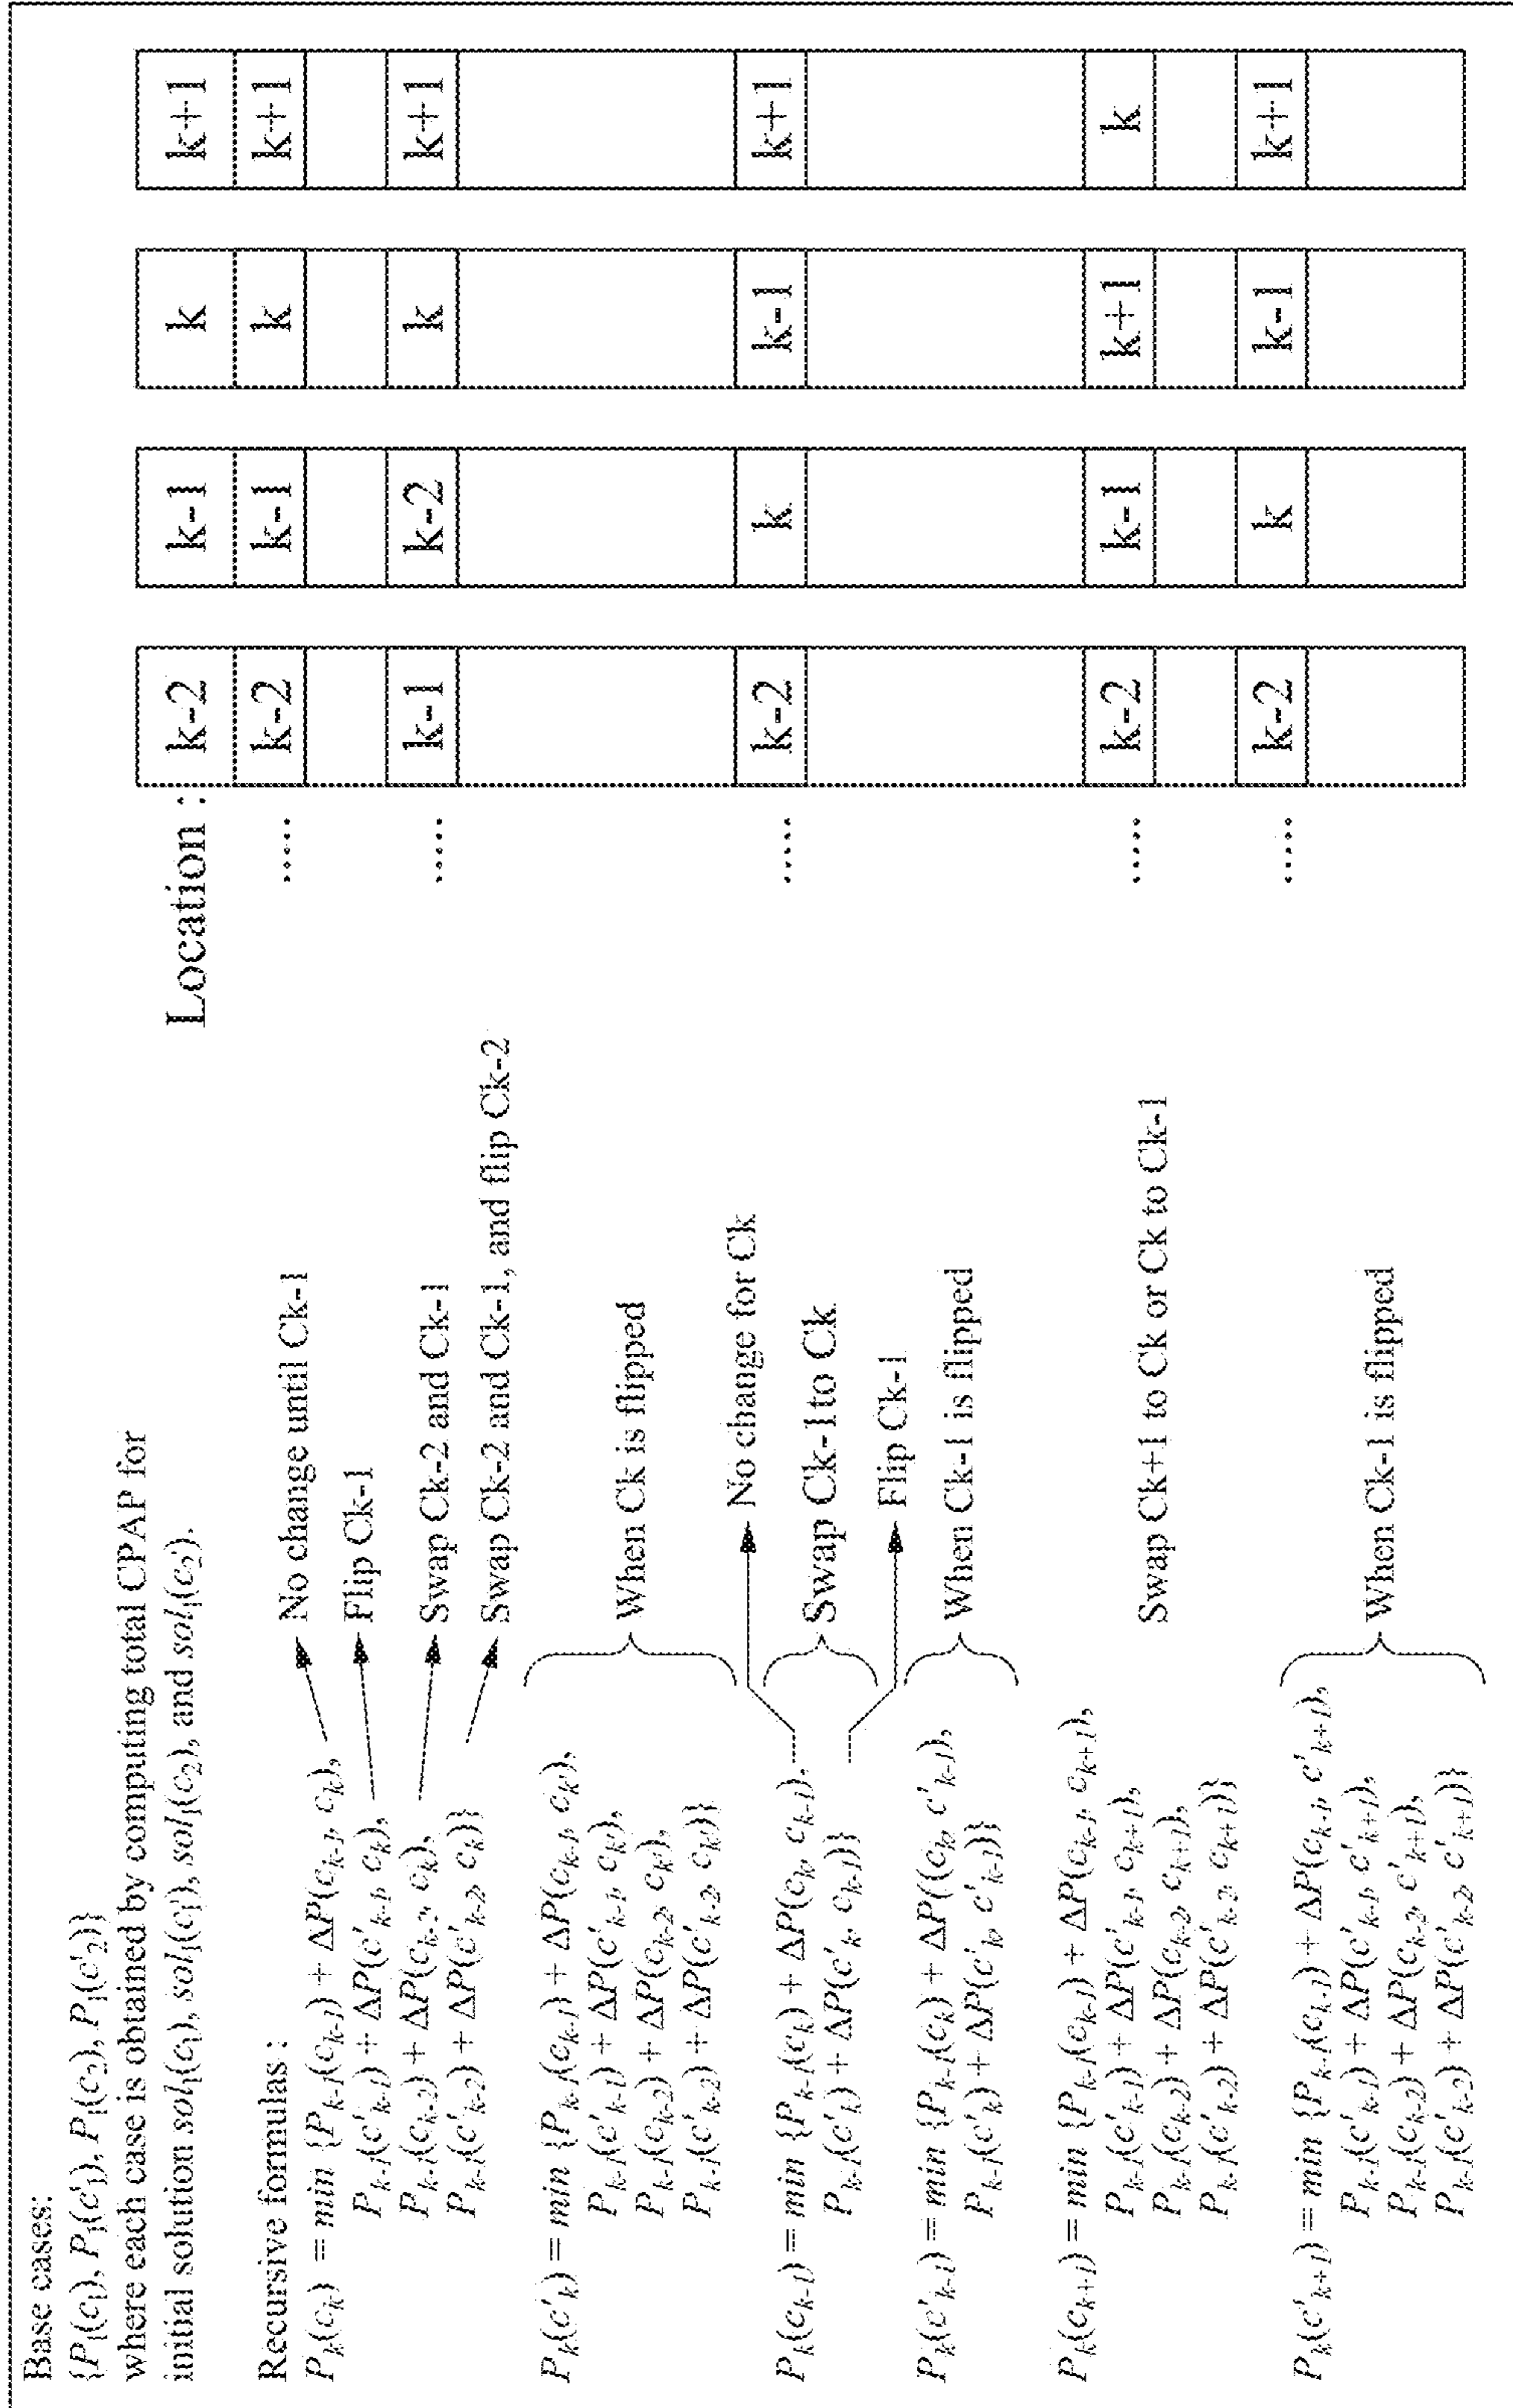 Base cases:
{P₁(c₁), P₁(c'₁), P₁(c₂), P₁(c'₂)}
where each case is obtained by computing total CPAP for
initial solution sol₁(c₁), sol₁(c₁'), sol₁(c₂), and sol₁(c₂').
Location : k-2 k-1 k k+1
Recursive formulas :
No change until Ck-1
..... k-2 k-1 k k+1
Pₖ(cₖ) = min {Pₖ₋₁(cₖ₋₁) + ΔP(cₖ₋₁, cₖ),
Flip Ck-1
Pₖ₋₁(c'ₖ₋₁) + ΔP(c'ₖ₋₁, cₖ),
Swap Ck-2 and Ck-1
..... k-1 k-2 k k+1
Pₖ₋₁(cₖ₋₂) + ΔP(cₖ₋₂, cₖ),
Swap Ck-2 and Ck-1, and flip Ck-2
Pₖ₋₁(c'ₖ₋₂) + ΔP(c'ₖ₋₂, cₖ)}
Pₖ(c'ₖ) = min {Pₖ₋₁(cₖ₋₁) + ΔP(cₖ₋₁, cₖ'),
Pₖ₋₁(c'ₖ₋₁) + ΔP(c'ₖ₋₁, cₖ'),
When Ck is flipped
Pₖ₋₁(cₖ₋₂) + ΔP(cₖ₋₂, cₖ'),
Pₖ₋₁(c'ₖ₋₂) + ΔP(c'ₖ₋₂, cₖ')}
No change for Ck
..... k-2 k k-1 k+1
Pₖ(cₖ₋₁) = min {Pₖ₋₁(cₖ) + ΔP(cₖ, cₖ₋₁),
Swap Ck-1to Ck
Pₖ₋₁(c'ₖ) + ΔP(c'ₖ, cₖ₋₁)}
Flip Ck-1
Pₖ(c'ₖ₋₁) = min {Pₖ₋₁(cₖ) + ΔP((cₖ, c'ₖ₋₁),
When Ck-1 is flipped
Pₖ₋₁(c'ₖ) + ΔP(c'ₖ, c'ₖ₋₁)}
Pₖ(cₖ₊₁) = min {Pₖ₋₁(cₖ₋₁) + ΔP(cₖ₋₁, cₖ₊₁),
Pₖ₋₁(c'ₖ₋₁) + ΔP(c'ₖ₋₁, cₖ₊₁),
Swap Ck+1 to Ck or Ck to Ck-1
..... k-2 k-1 k+1 k
Pₖ₋₁(cₖ₋₂) + ΔP(cₖ₋₂, cₖ₊₁),
Pₖ₋₁(c'ₖ₋₂) + ΔP(c'ₖ₋₂, cₖ₊₁)}
..... k-2 k k-1 k+1
Pₖ(c'ₖ₊₁) = min {Pₖ₋₁(cₖ₋₁) + ΔP(cₖ₋₁, c'ₖ₊₁),
Pₖ₋₁(c'ₖ₋₁) + ΔP(c'ₖ₋₁, c'ₖ₊₁),
When Ck-1 is flipped
Pₖ₋₁(cₖ₋₂) + ΔP(cₖ₋₂, c'ₖ₊₁),
Pₖ₋₁(c'ₖ₋₂) + ΔP(c'ₖ₋₂, c'ₖ₊₁)}